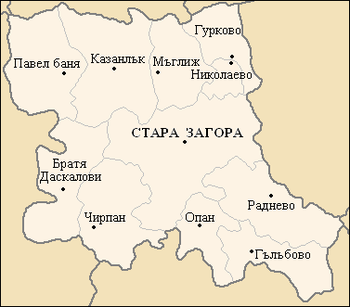 Гурково
Павел баня
Казанлък
Мъглиж
Николаево
СТАРА ЗАГОРА
Братя
Даскалови
Раднево
Чирпан
Опан
Гълъбово